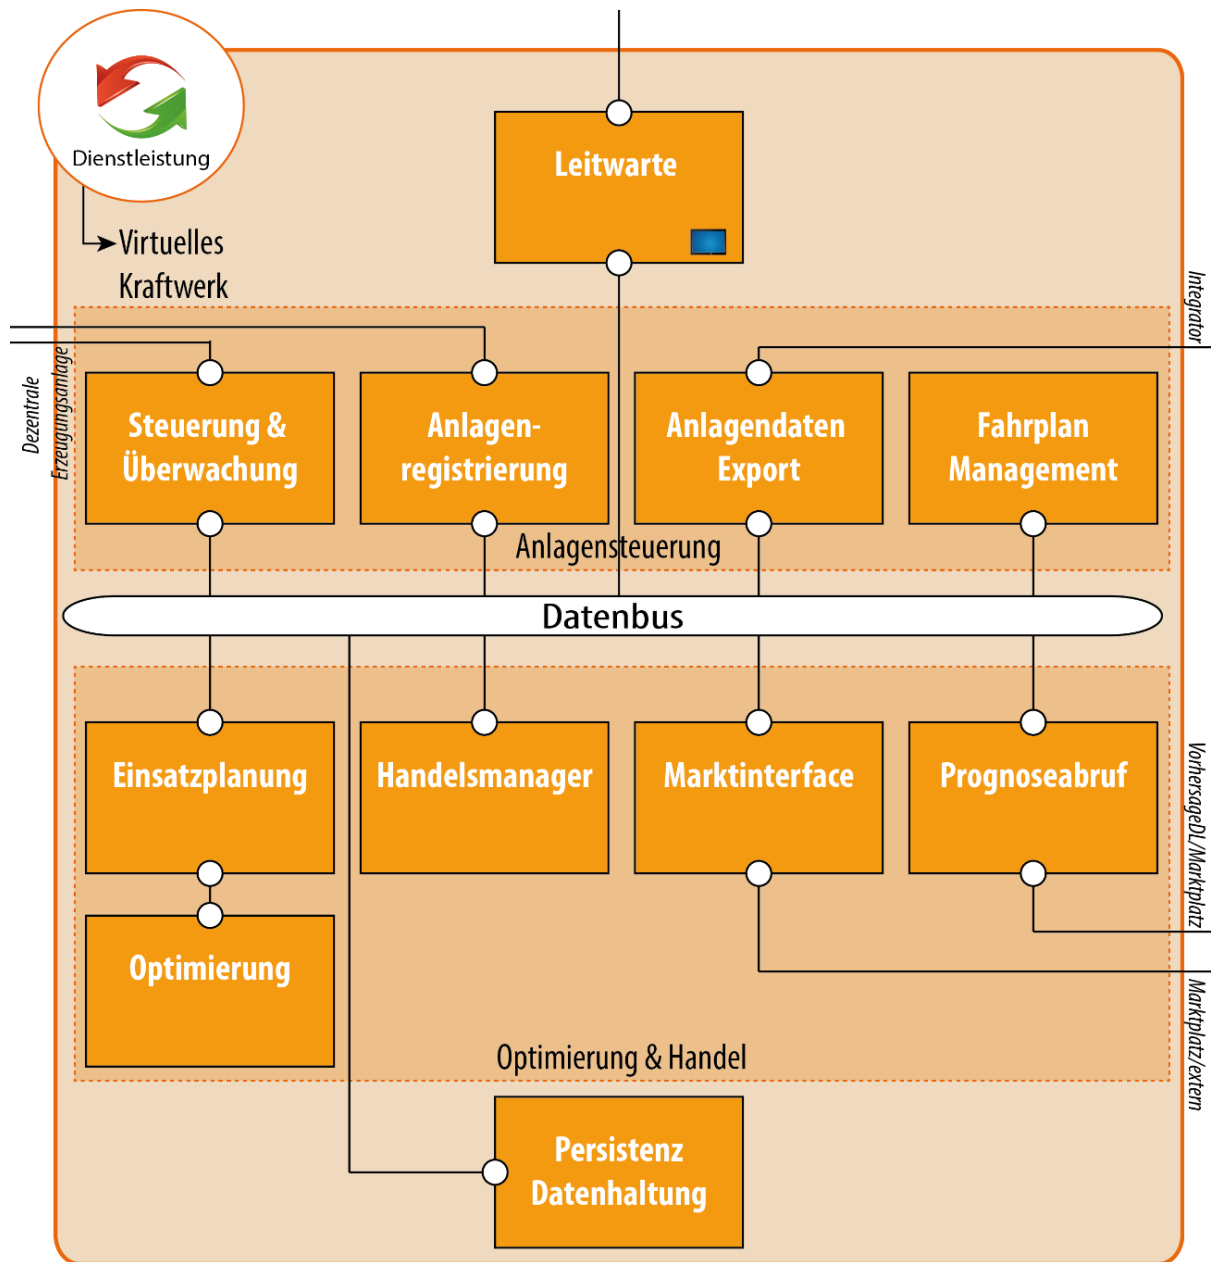 Dienstleistung
Virtuelles
Kraftwerk
Leitwarte
Integrator
Dezentrale
Erzeugungsanlage
Steuerung &
Überwachung
Anlagen-
registrierung
Anlagendaten
Export
Fahrplan
Management
Anlagensteuerung
Datenbus
Einsatzplanung
Handelsmanager
Marktinterface
Prognoseabruf
VorhersageDL/Marktplatz
Optimierung
Marktplatz/extern
Optimierung & Handel
Persistenz
Datenhaltung